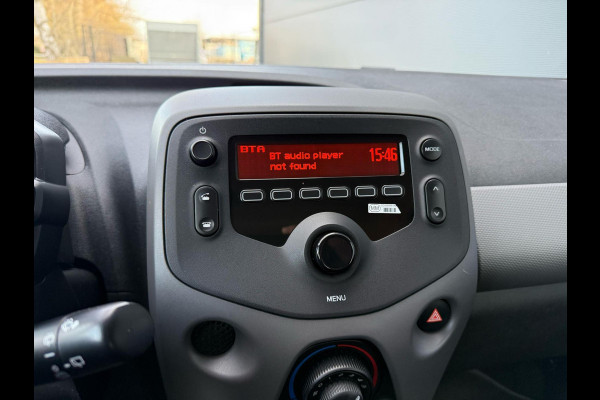 BTA
BT audio player
15:46
not found
MODE
MENU